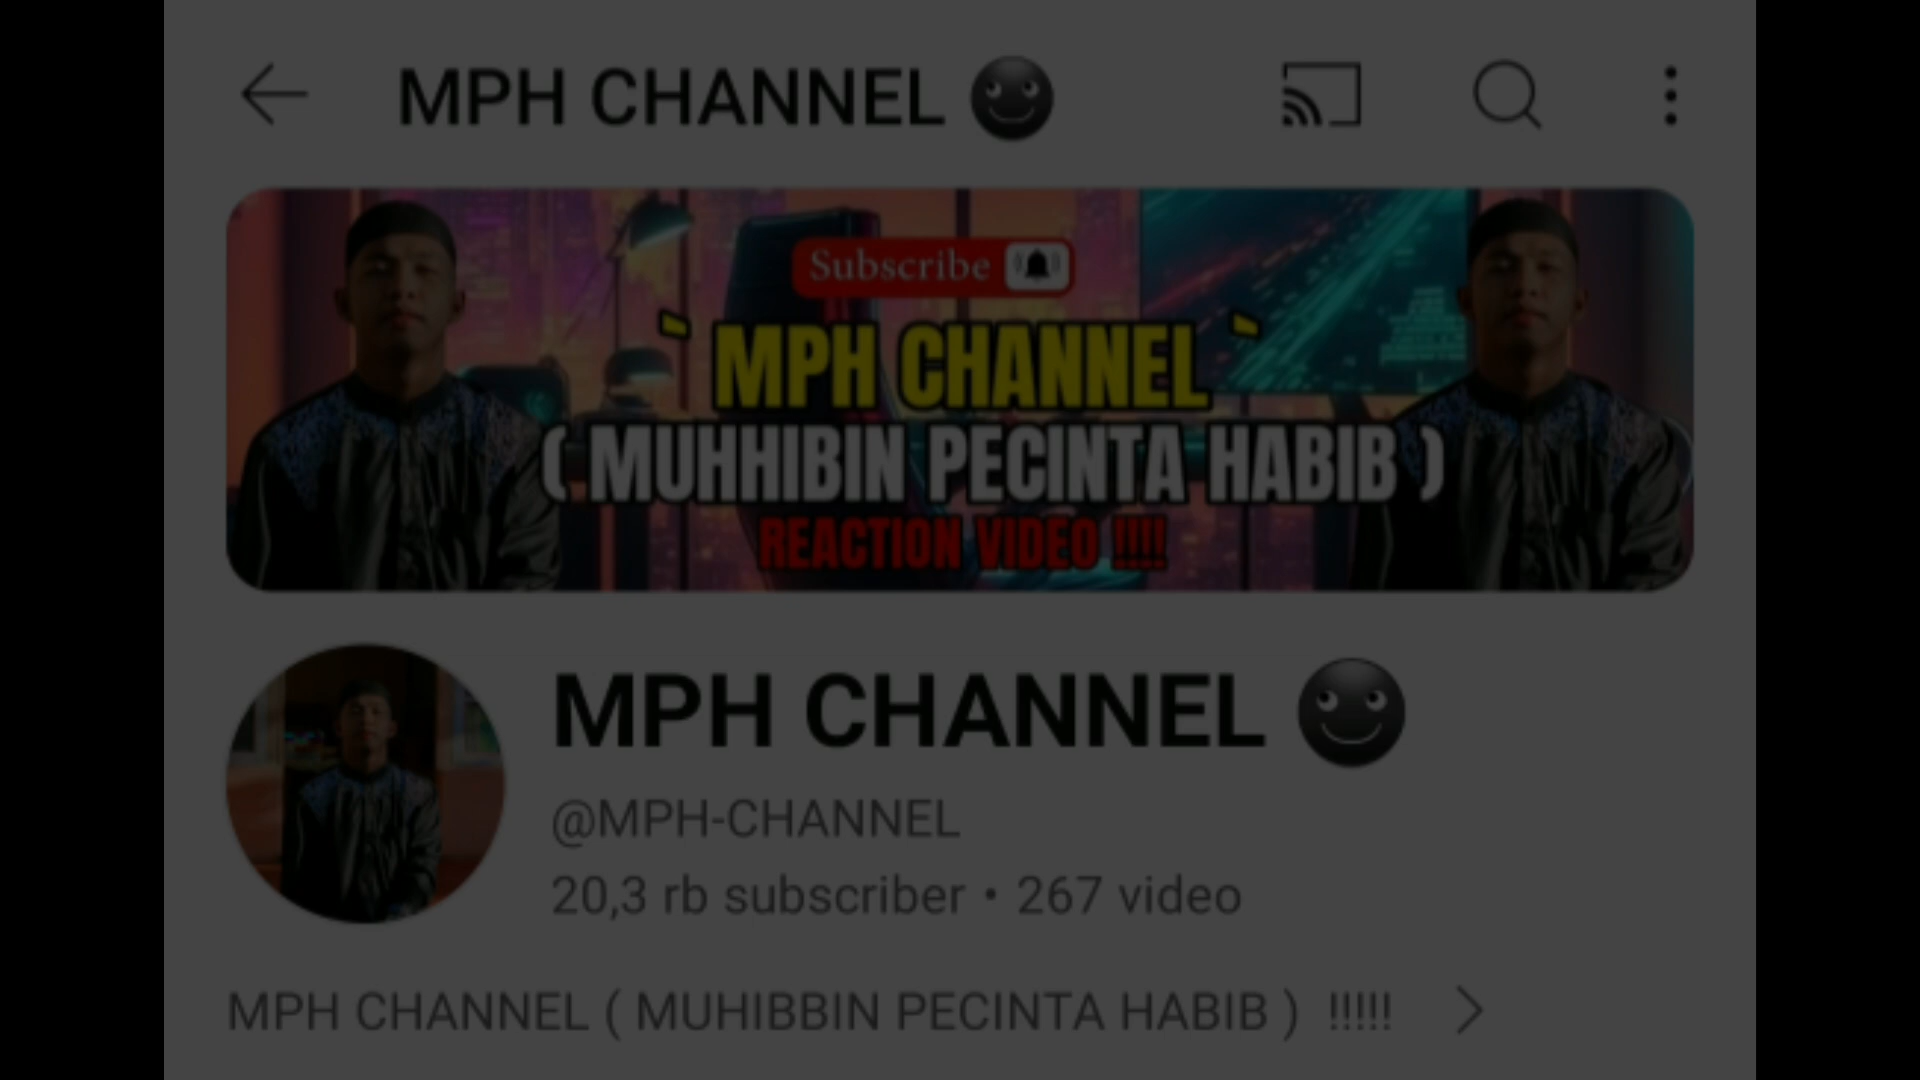 MPH CHANNEL
Subscribe
` MPH CHANNEL `
( MUHHIBIN PECINTA HABIB )
REACTION VIDEO !!!!
MPH CHANNEL
@MPH-CHANNEL
20,3 rb subscriber • 267 video
MPH CHANNEL ( MUHIBBIN PECINTA HABIB ) !!!!!